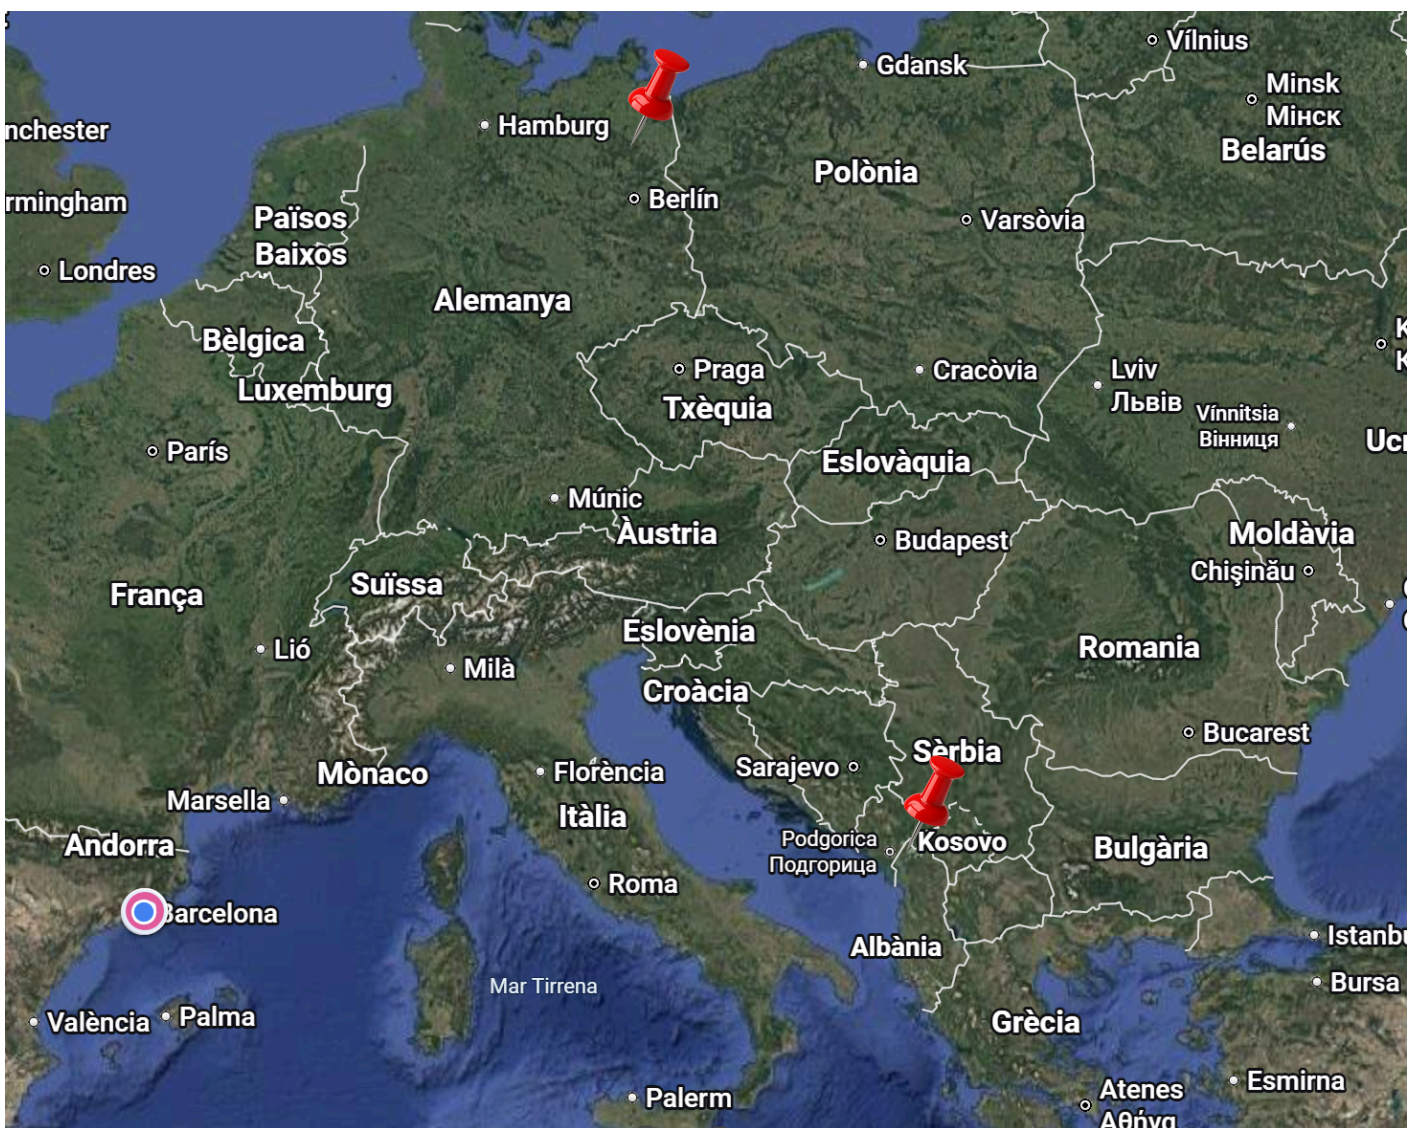 Vílnius
Gdansk
Minsk
Мінск
Hamburg
nchester
Belarús
Polònia
Berlín
rmingham
Països
Baixos
Varsòvia
Londres
Alemanya
Bèlgica
Praga
Cracòvia
Lviv
Львів
Luxemburg
Txèquia
Vínnitsia
Вінниця
París
Ucr
Eslovàquia
Múnic
Àustria
Budapest
Moldàvia
Chişinău
Suïssa
França
Eslovènia
Lió
Milà
Romania
Croàcia
Bucarest
Sèrbia
Sarajevo
Mònaco
Florència
Marsella
Itàlia
Podgorica
Подгорица
Kosovo
Andorra
Bulgària
Roma
Barcelona
Istanbu
Albània
Mar Tirrena
Bursa
València
Palma
Grècia
Esmirna
Palerm
Atenes
Αθήνα